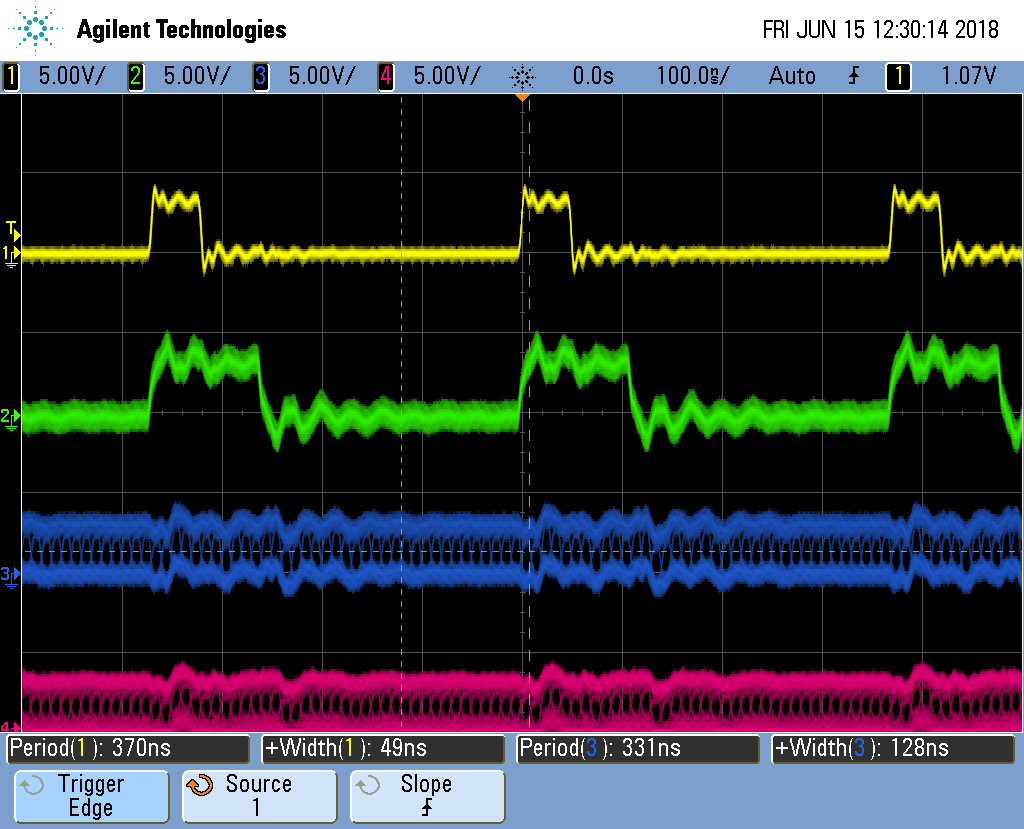 Agilent Technologies
FRI JUN 15 12:30:14 2018
1 5.00V/ 2 5.00V/ 3 5.00V/ 4 5.00V/ 0.0s 100.0ns/ Auto 1 1.07V
T
1
2
3
4
Period(1): 370ns +Width(1): 49ns Period(3): 331ns +Width(3): 128ns
Trigger Source Slope
Edge 1